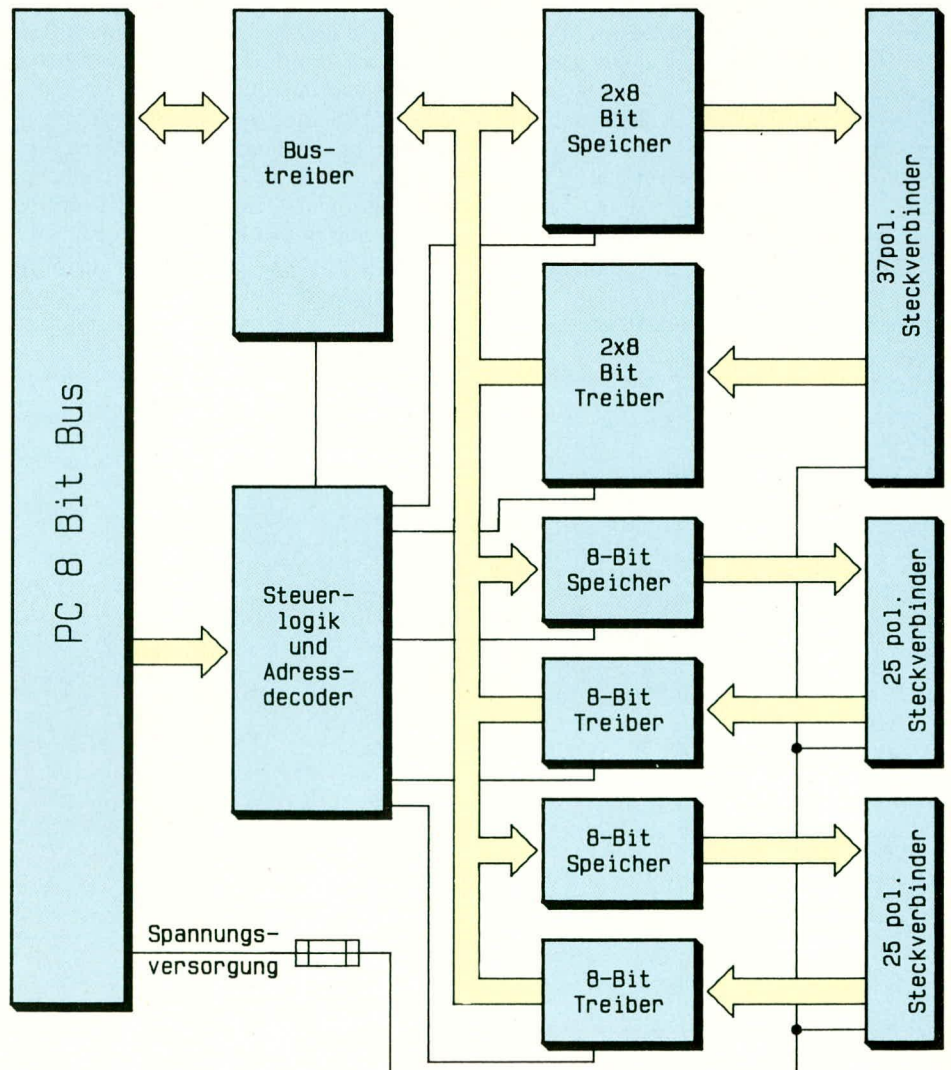 PC 8 Bit Bus
Bus-
treiber
Steuer-
logik
und
Adress-
decoder
Spannungs-
versorgung
2x8
Bit
Speicher
2x8
Bit
Treiber
8-Bit
Speicher
8-Bit
Treiber
8-Bit
Speicher
8-Bit
Treiber
37pol.
Steckverbinder
25 pol.
Steckverbinder
25 pol.
Steckverbinder